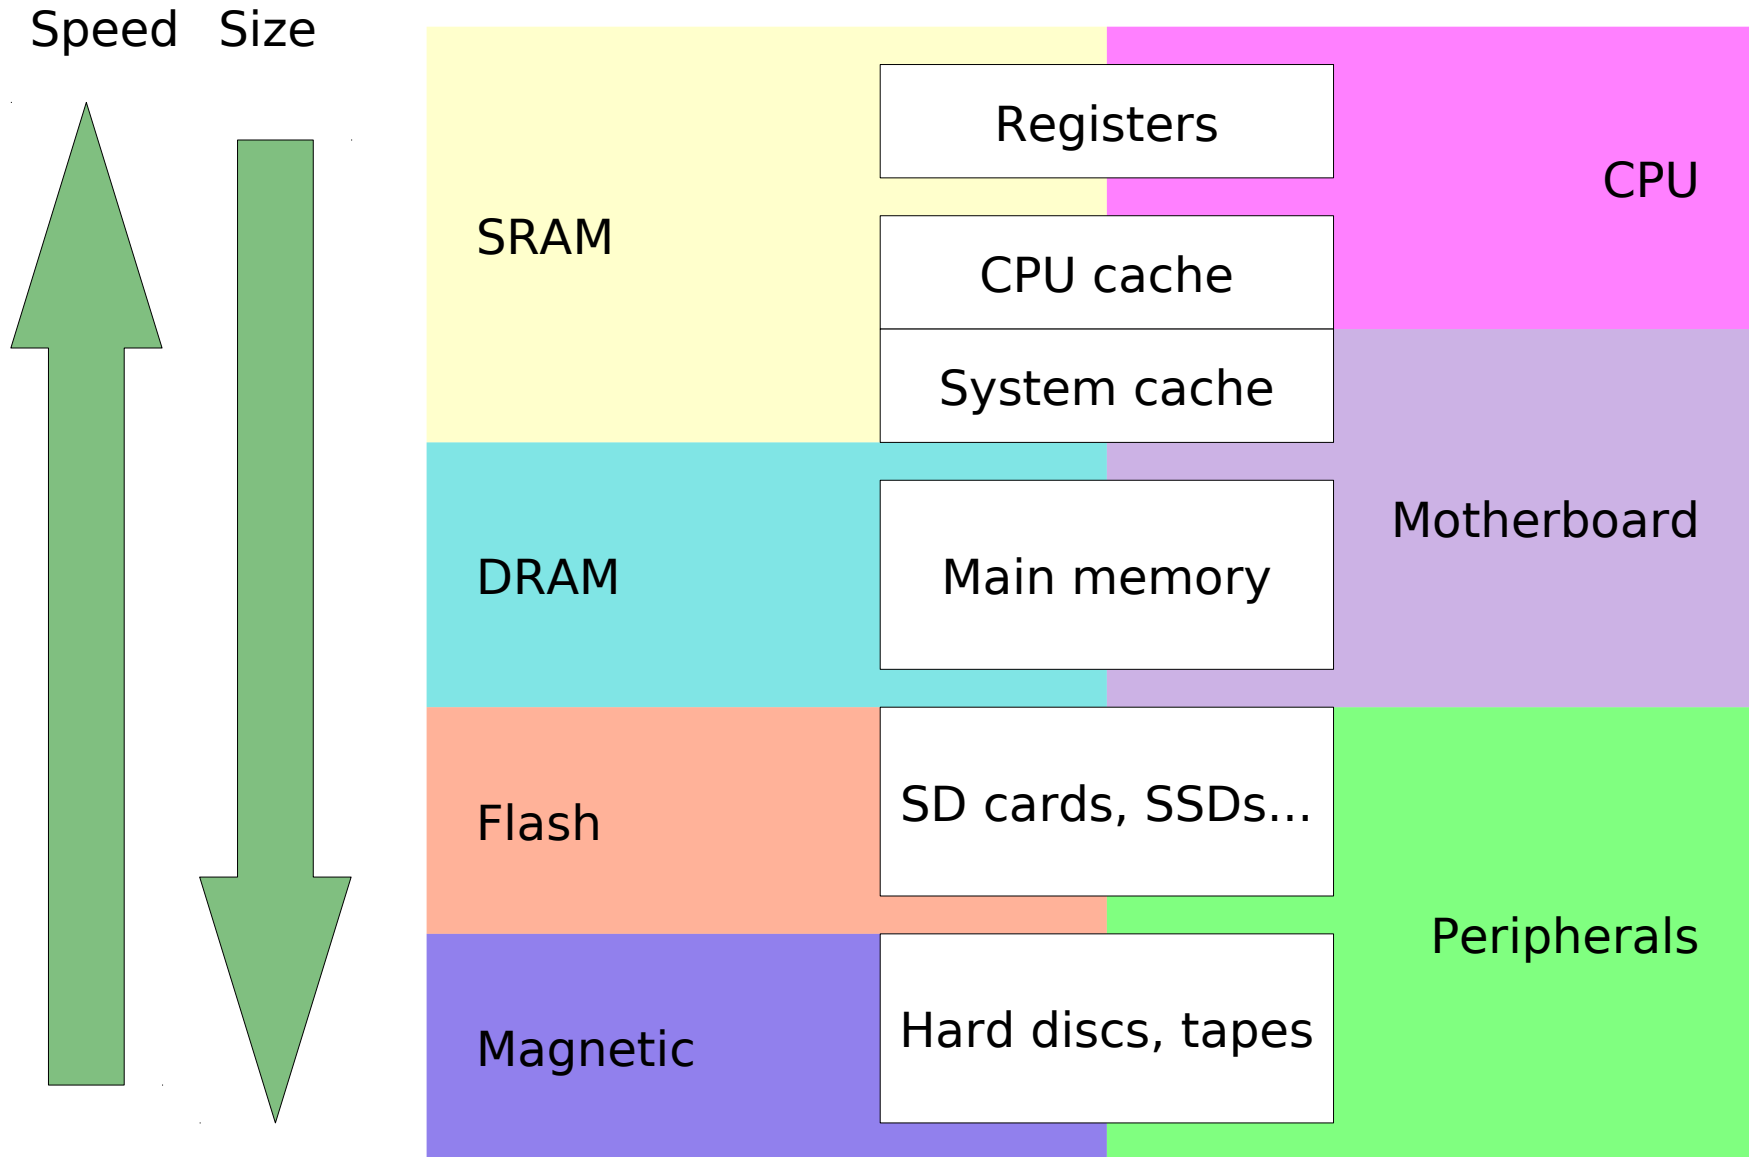 Speed
Size
Registers
CPU
SRAM
CPU cache
System cache
Motherboard
DRAM
Main memory
SD cards, SSDs...
Flash
Peripherals
Hard discs, tapes
Magnetic